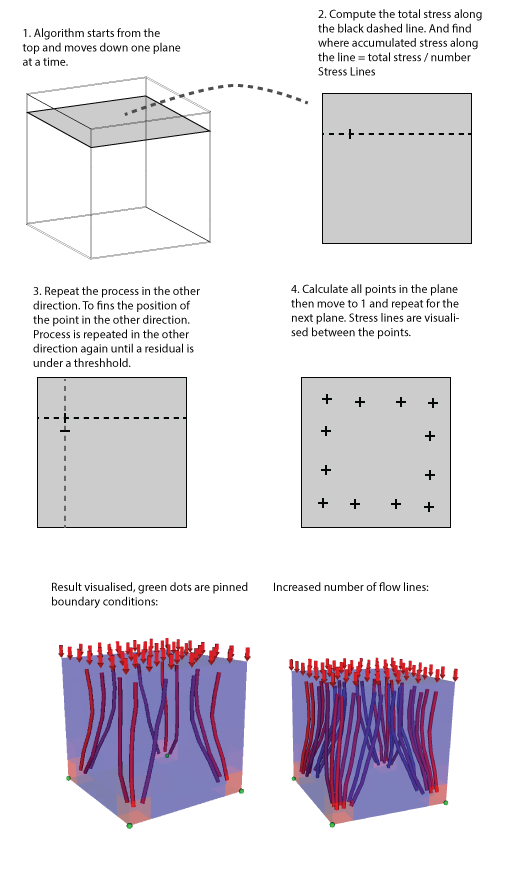 1. Algorithm starts from the
top and moves down one plane
at a time.
2. Compute the total stress along
the black dashed line. And find
where accumulated stress along
the line = total stress / number
Stress Lines
3. Repeat the process in the other
direction. To fins the position of
the point in the other direction.
Process is repeated in the other
direction again until a residual is
under a threshhold.
4. Calculate all points in the plane
then move to 1 and repeat for the
next plane. Stress lines are visuali-
sed between the points.
Result visualised, green dots are pinned
boundary conditions:
Increased number of flow lines: